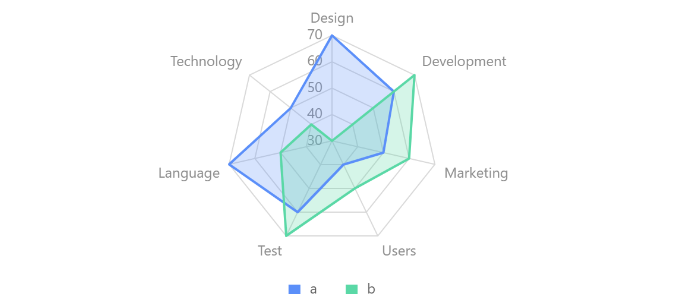 Design
70
Technology
60
Development
50
40
30
Language
Marketing
Test
Users
a
b